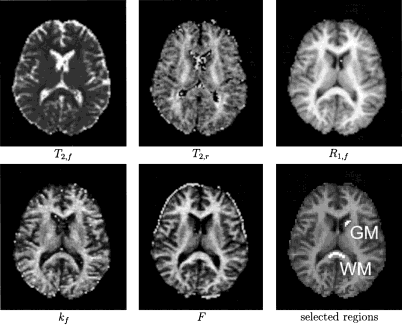 T2,f T2,r R1,f
GM
WM
kf F selected regions